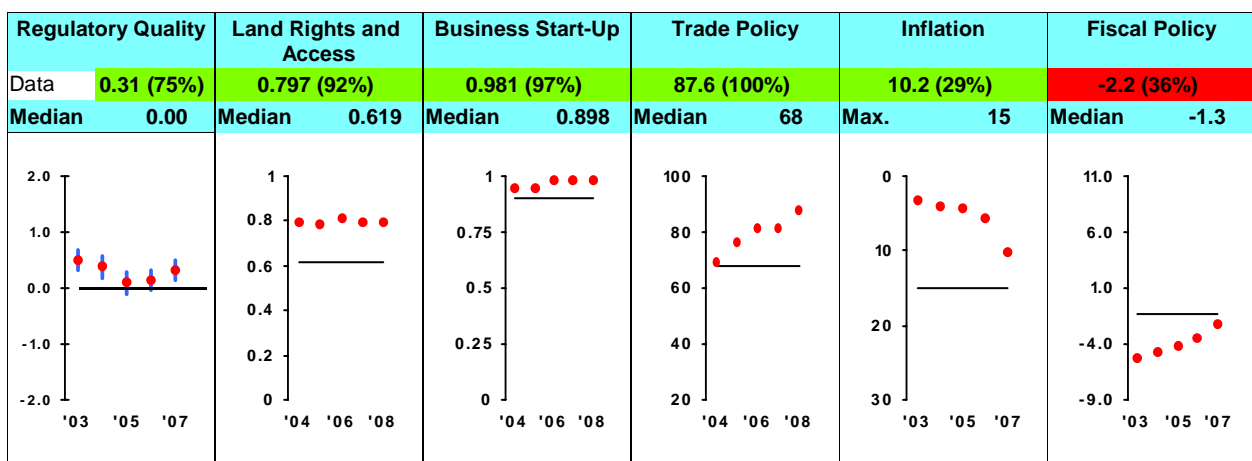 Regulatory Quality
Data 0.31 (75%)
Median 0.00
2.0
1.0
0.0
-1.0
-2.0
'03 '05 '07
Land Rights and
Access
0.797 (92%)
Median 0.619
1
0.8
0.6
0.4
0.2
0
'04 '06 '08
Business Start-Up
0.981 (97%)
Median 0.898
1
0.75
0.5
0.25
0
'04 '06 '08
Trade Policy
87.6 (100%)
Median 68
100
80
60
40
20
'04 '06 '08
Inflation
10.2 (29%)
Max. 15
0
10
20
30
'03 '05 '07
Fiscal Policy
-2.2 (36%)
Median -1.3
11.0
6.0
1.0
-4.0
-9.0
'03 '05 '07